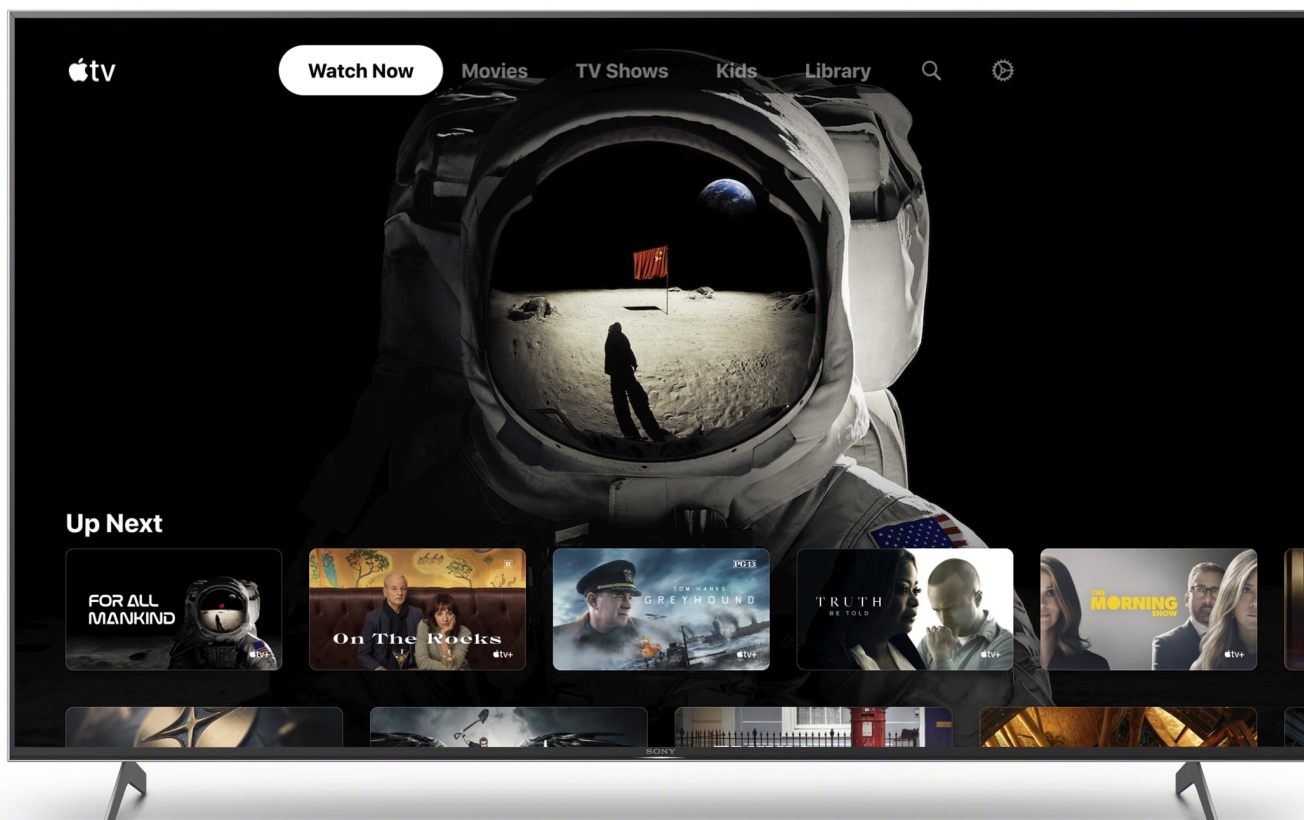 tv
Watch Now
Movies
TV Shows
Kids
Library
Up Next
FOR ALL
MANKIND
tv+
R
On The Rocks
tv+
PG-13
TOM HANKS
GREYHOUND
tv+
TRUTH
BE TOLD
tv+
THE
MORNING
SHOW
tv+
SONY